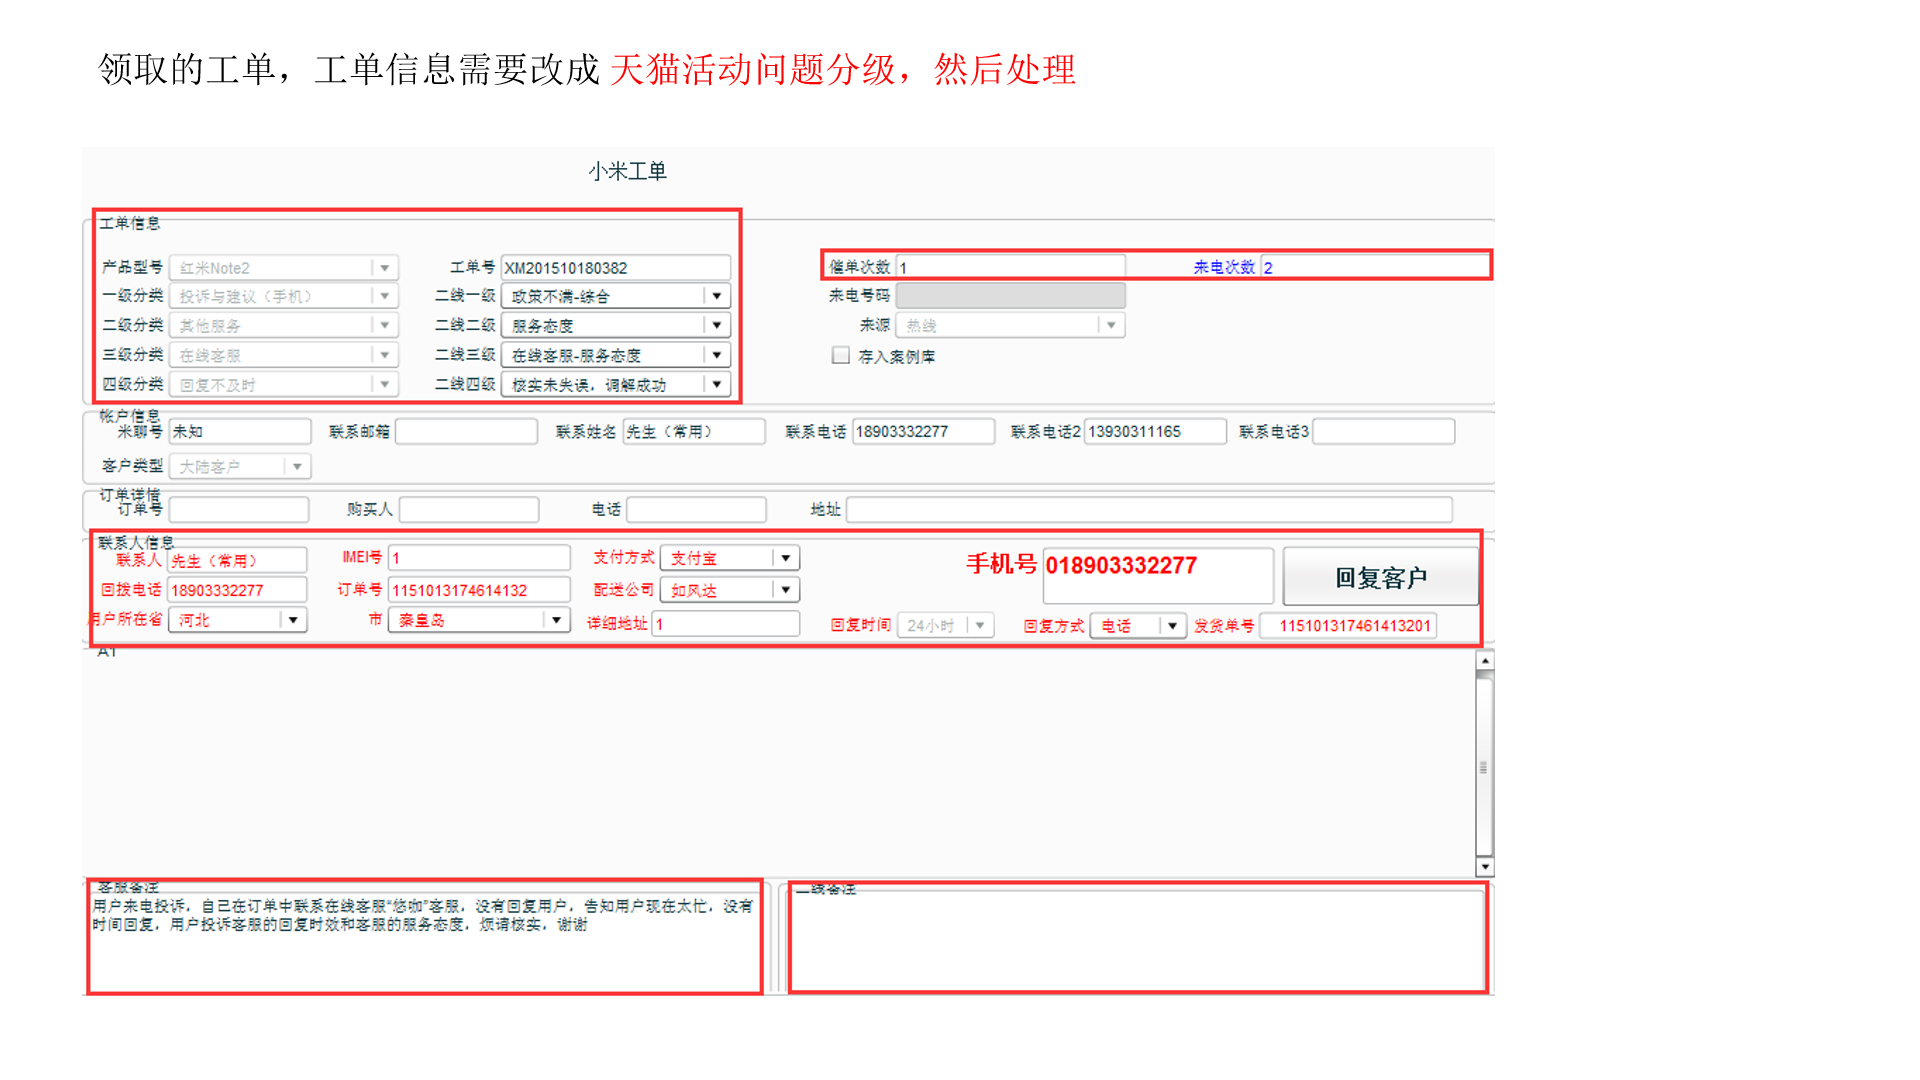 领取的工单，工单信息需要改成 天猫活动问题分级，然后处理
小米工单
工单信息
产品型号 红米Note2 工单号 XM201510180382 催单次数 1 来电次数 2
一级分类 投诉与建议（手机） 二线一级 政策不满-综合 来电号码
二级分类 其他服务 二线二级 服务态度 来源 热线
三级分类 在线客服 二线三级 在线客服-服务态度 存入案例库
四级分类 回复不及时 二线四级 核实未失误，调解成功
帐户信息
米聊号 未知 联系邮箱 联系姓名 先生（常用） 联系电话 18903332277 联系电话2 13930311165 联系电话3
客户类型 大陆客户
订单详情
订单号 购买人 电话 地址
联系人信息
联系人 先生（常用） IMEI号 1 支付方式 支付宝 手机号 018903332277 回复客户
回拨电话 18903332277 订单号 1151013174614132 配送公司 如风达
用户所在省 河北 市 秦皇岛 详细地址 1 回复时间 24小时 回复方式 电话 发货单号 115101317461413201
A1
客服备注
用户来电投诉，自己在订单中联系在线客服“悠咖”客服，没有回复用户，告知用户现在太忙，没有
时间回复，用户投诉客服的回复时效和客服的服务态度，烦请核实，谢谢
二线备注